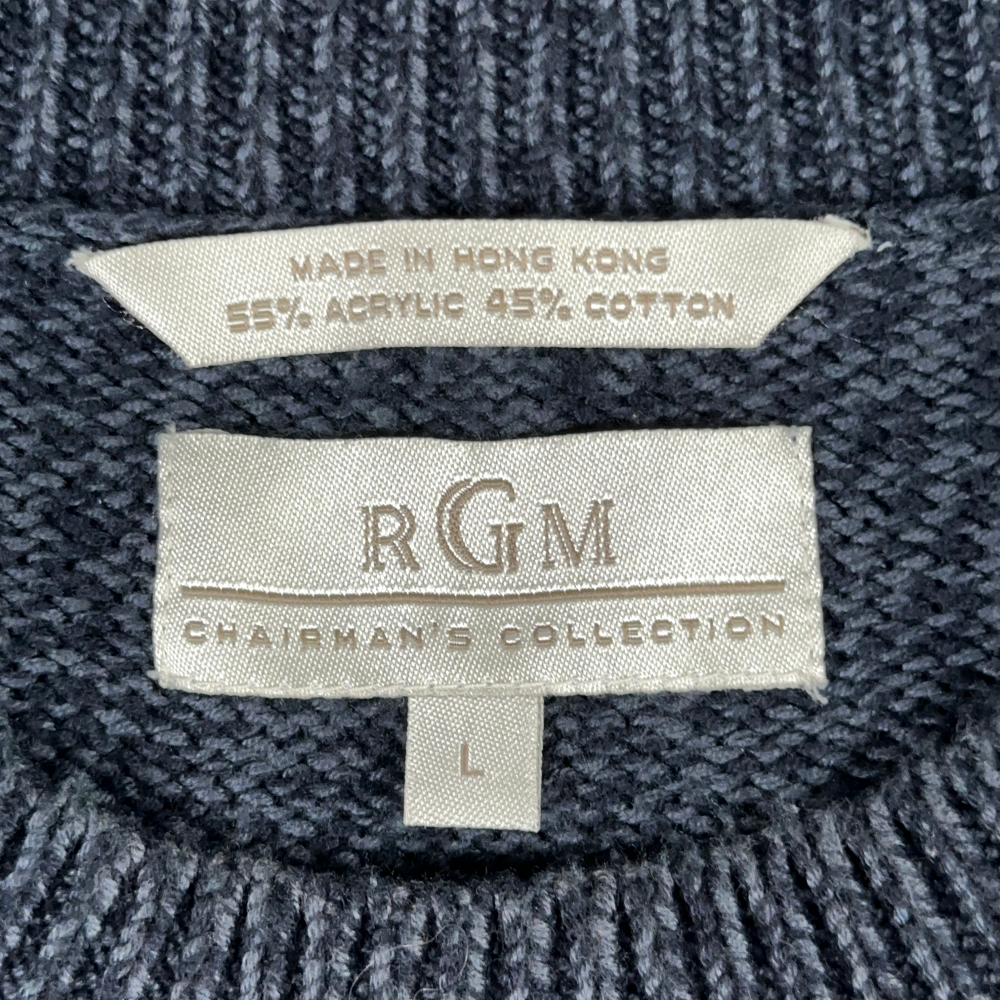 MADE IN HONG KONG
55% ACRYLIC 45% COTTON
RGM
CHAIRMAN'S COLLECTION
L